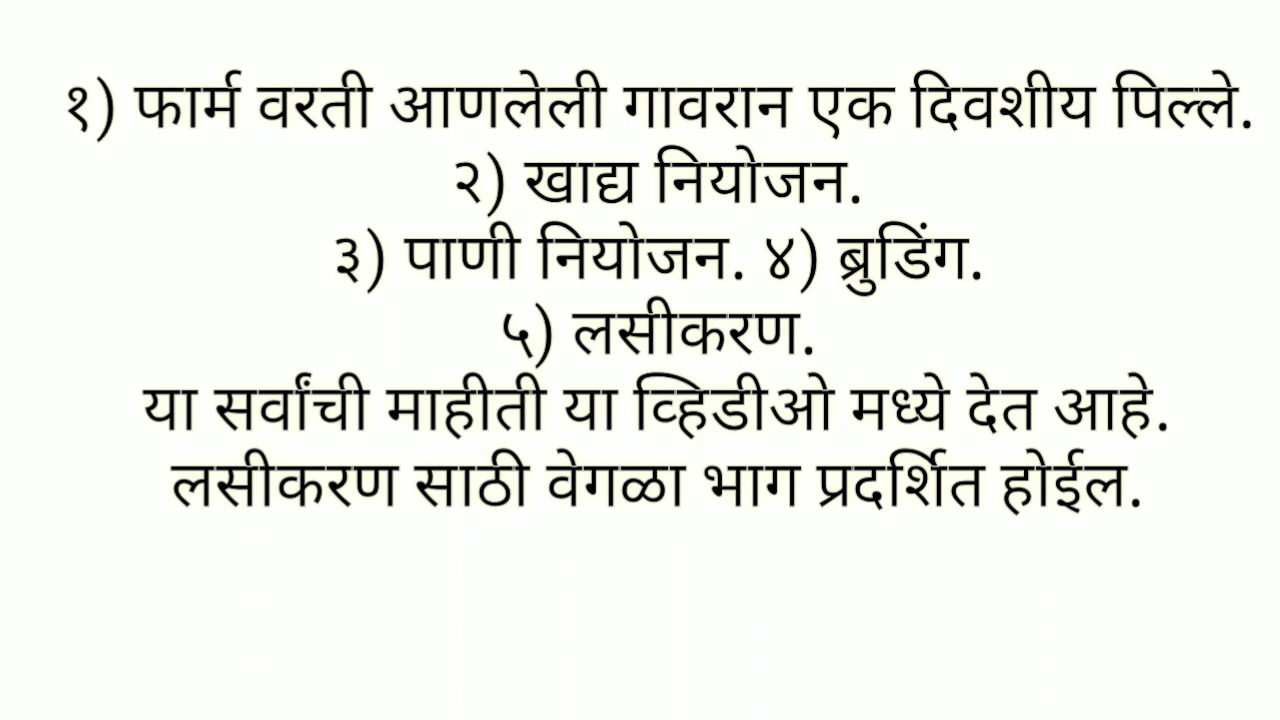 १) फार्म वरती आणलेली गावरान एक दिवशीय पिल्ले.
२) खाद्य नियोजन.
३) पाणी नियोजन. ४) ब्रुडिंग.
५) लसीकरण.
या सर्वांची माहीती या व्हिडीओ मध्ये देत आहे.
लसीकरण साठी वेगळा भाग प्रदर्शित होईल.